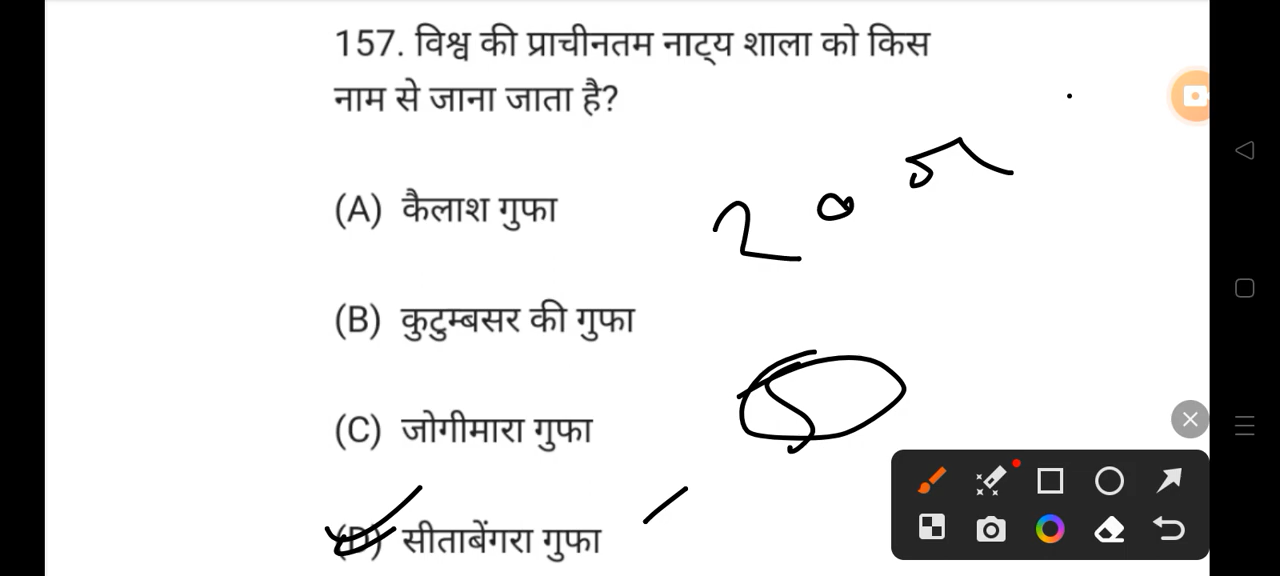 157. विश्व की प्राचीनतम नाट्य शाला को किस
नाम से जाना जाता है?
(A) कैलाश गुफा
(B) कुटुम्बसर की गुफा
(C) जोगीमारा गुफा
(D) सीताबेंगरा गुफा